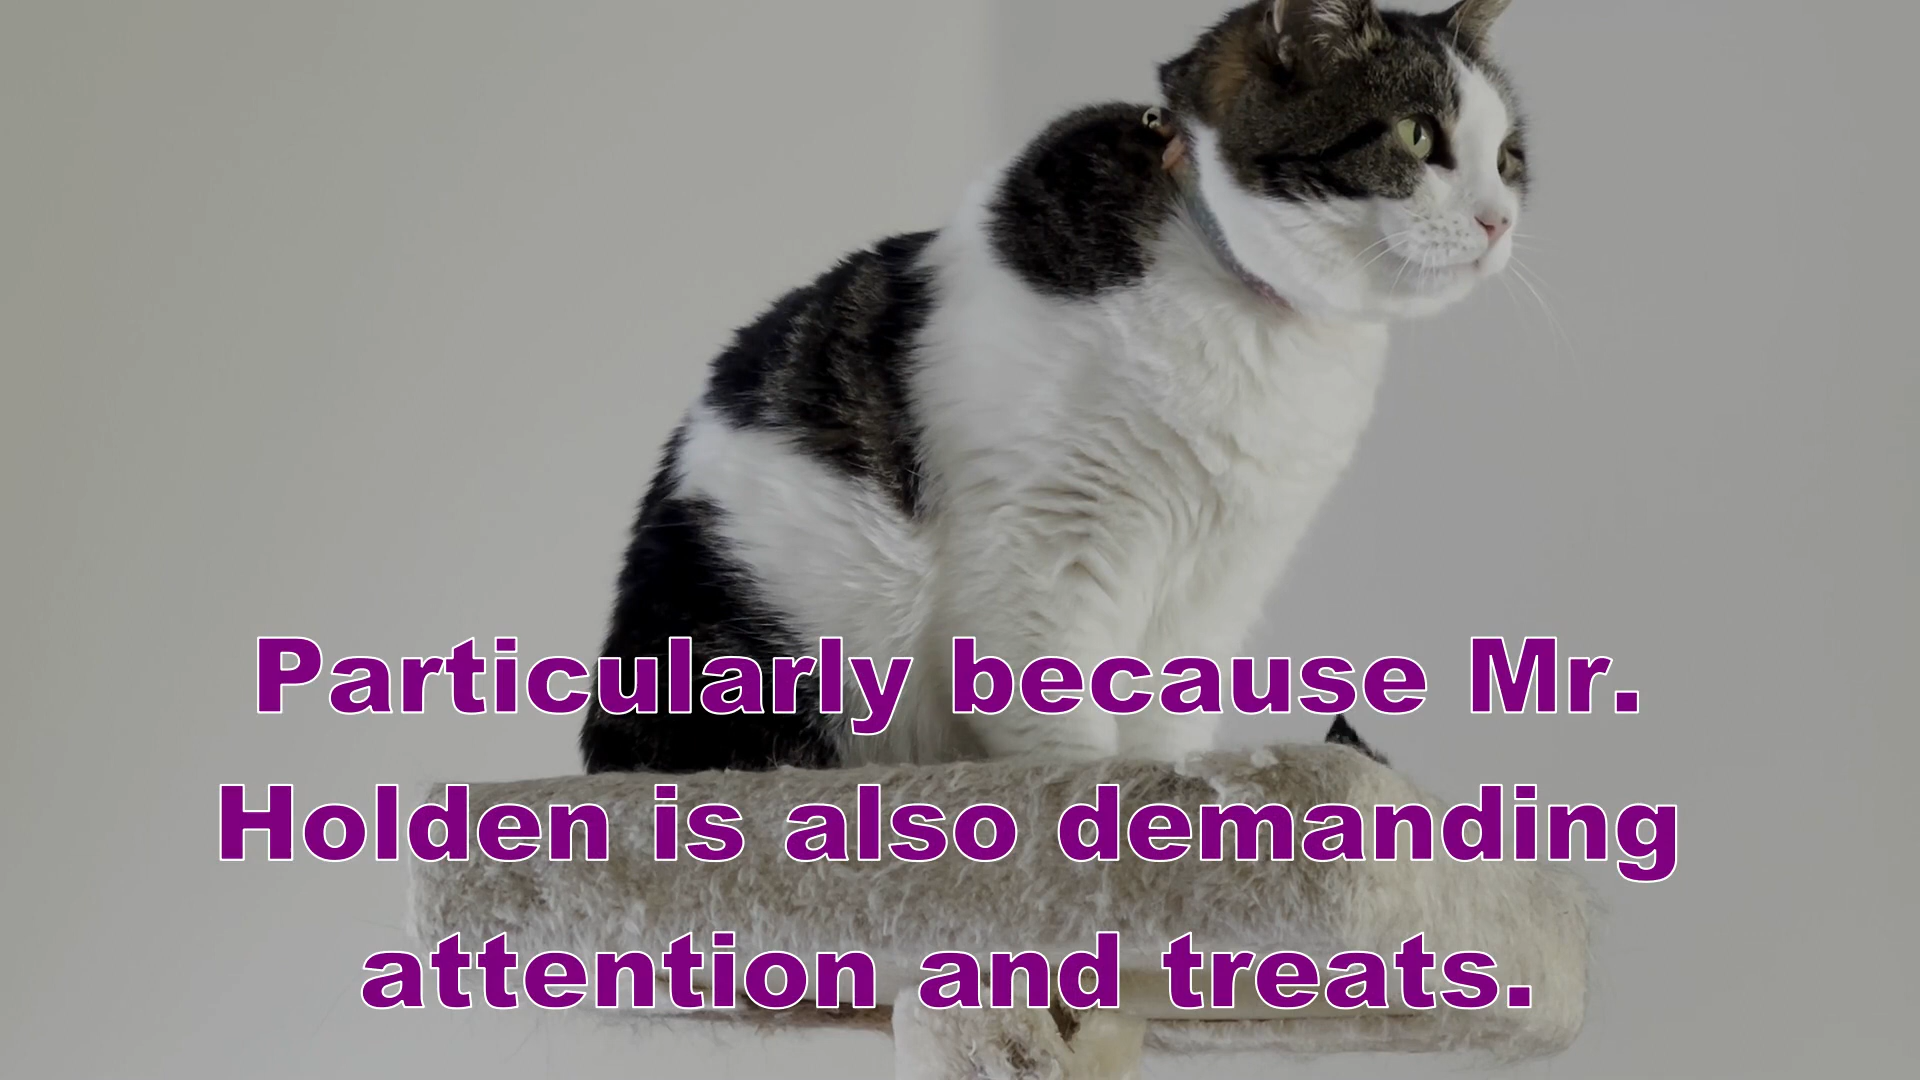 Particularly because Mr.
Holden is also demanding
attention and treats.